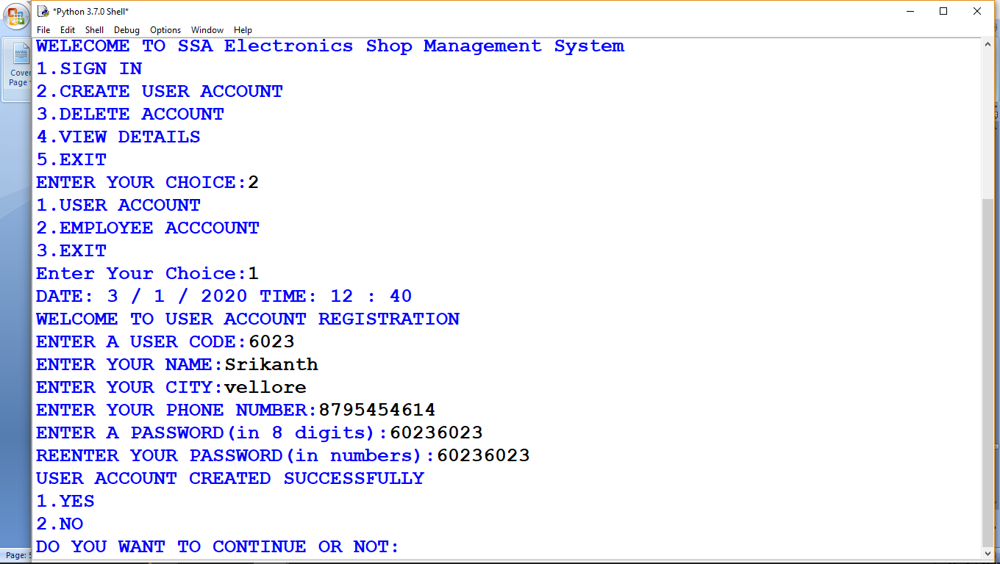 *Python 3.7.0 Shell*
File Edit Shell Debug Options Window Help
WELECOME TO SSA Electronics Shop Management System
1.SIGN IN
2.CREATE USER ACCOUNT
3.DELETE ACCOUNT
4.VIEW DETAILS
5.EXIT
ENTER YOUR CHOICE:2
1.USER ACCOUNT
2.EMPLOYEE ACCCOUNT
3.EXIT
Enter Your Choice:1
DATE: 3 / 1 / 2020 TIME: 12 : 40
WELCOME TO USER ACCOUNT REGISTRATION
ENTER A USER CODE:6023
ENTER YOUR NAME:Srikanth
ENTER YOUR CITY:vellore
ENTER YOUR PHONE NUMBER:8795454614
ENTER A PASSWORD(in 8 digits):60236023
REENTER YOUR PASSWORD(in numbers):60236023
USER ACCOUNT CREATED SUCCESSFULLY
1.YES
2.NO
DO YOU WANT TO CONTINUE OR NOT:
Cover
Page
Page: